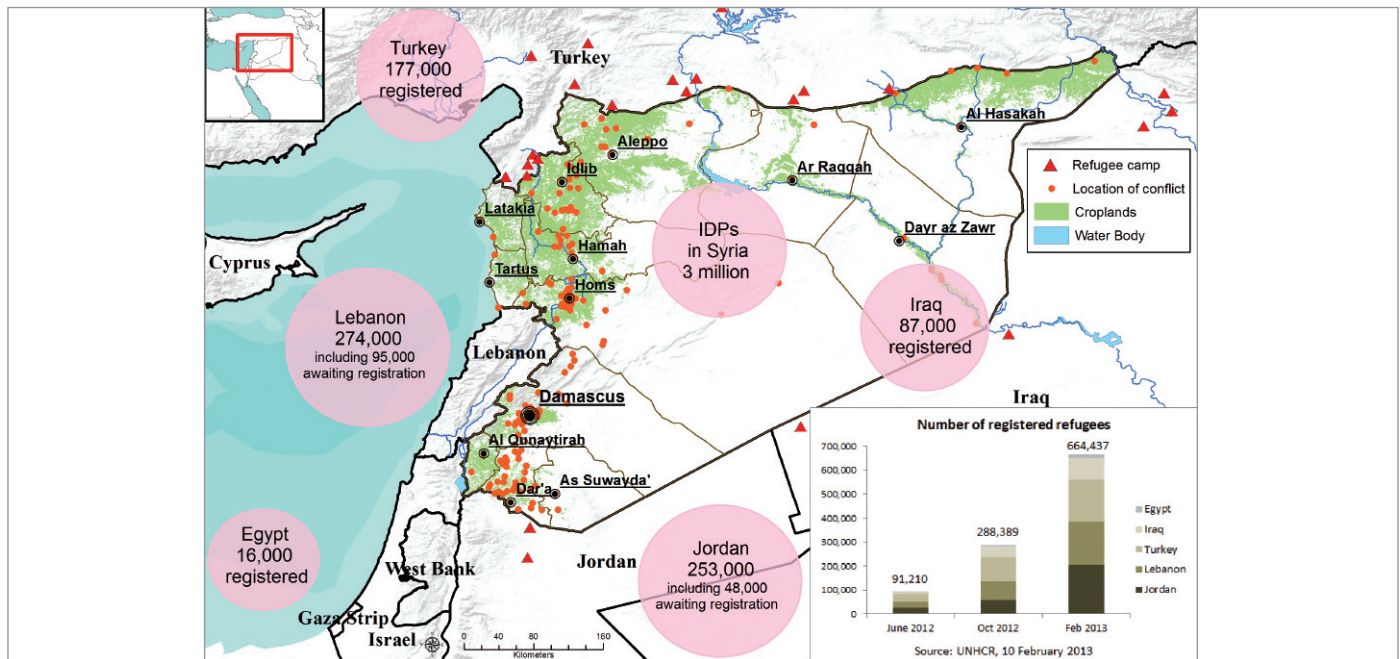 Turkey
177,000
registered
Turkey
Al Hasakah
Aleppo
Ar Raqqah
Idlib
Refugee camp
Location of conflict
Croplands
Water Body
Latakia
IDPs
in Syria
3 million
Dayr az Zawr
Hamah
Cyprus
Tartus
Homs
Iraq
87,000
registered
Lebanon
274,000
including 95,000
awaiting registration
Lebanon
Iraq
Damascus
Al Qunaytirah
As Suwayda'
Dar'a
Egypt
16,000
registered
Jordan
Jordan
253,000
including 48,000
awaiting registration
West Bank
Gaza Strip
Israel
0 20 40 80 120 160
Kilometers
Number of registered refugees
700,000
600,000
500,000
400,000
300,000
200,000
100,000
0
91,210
288,389
664,437
Egypt
Iraq
Turkey
Lebanon
Jordan
June 2012
Oct 2012
Feb 2013
Source: UNHCR, 10 February 2013